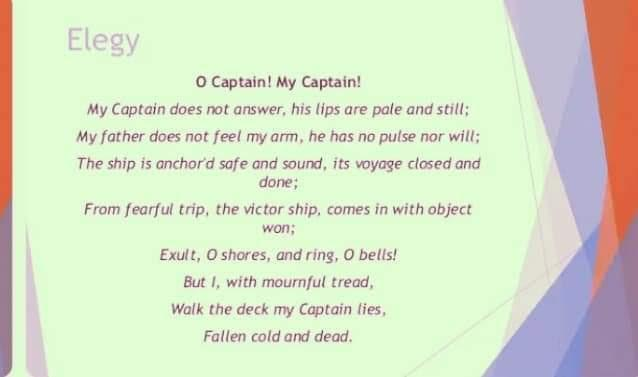 Elegy
O Captain! My Captain!
My Captain does not answer, his lips are pale and still;
My father does not feel my arm, he has no pulse nor will;
The ship is anchor'd safe and sound, its voyage closed and
done;
From fearful trip, the victor ship, comes in with object
won;
Exult, O shores, and ring, O bells!
But I, with mournful tread,
Walk the deck my Captain lies,
Fallen cold and dead.